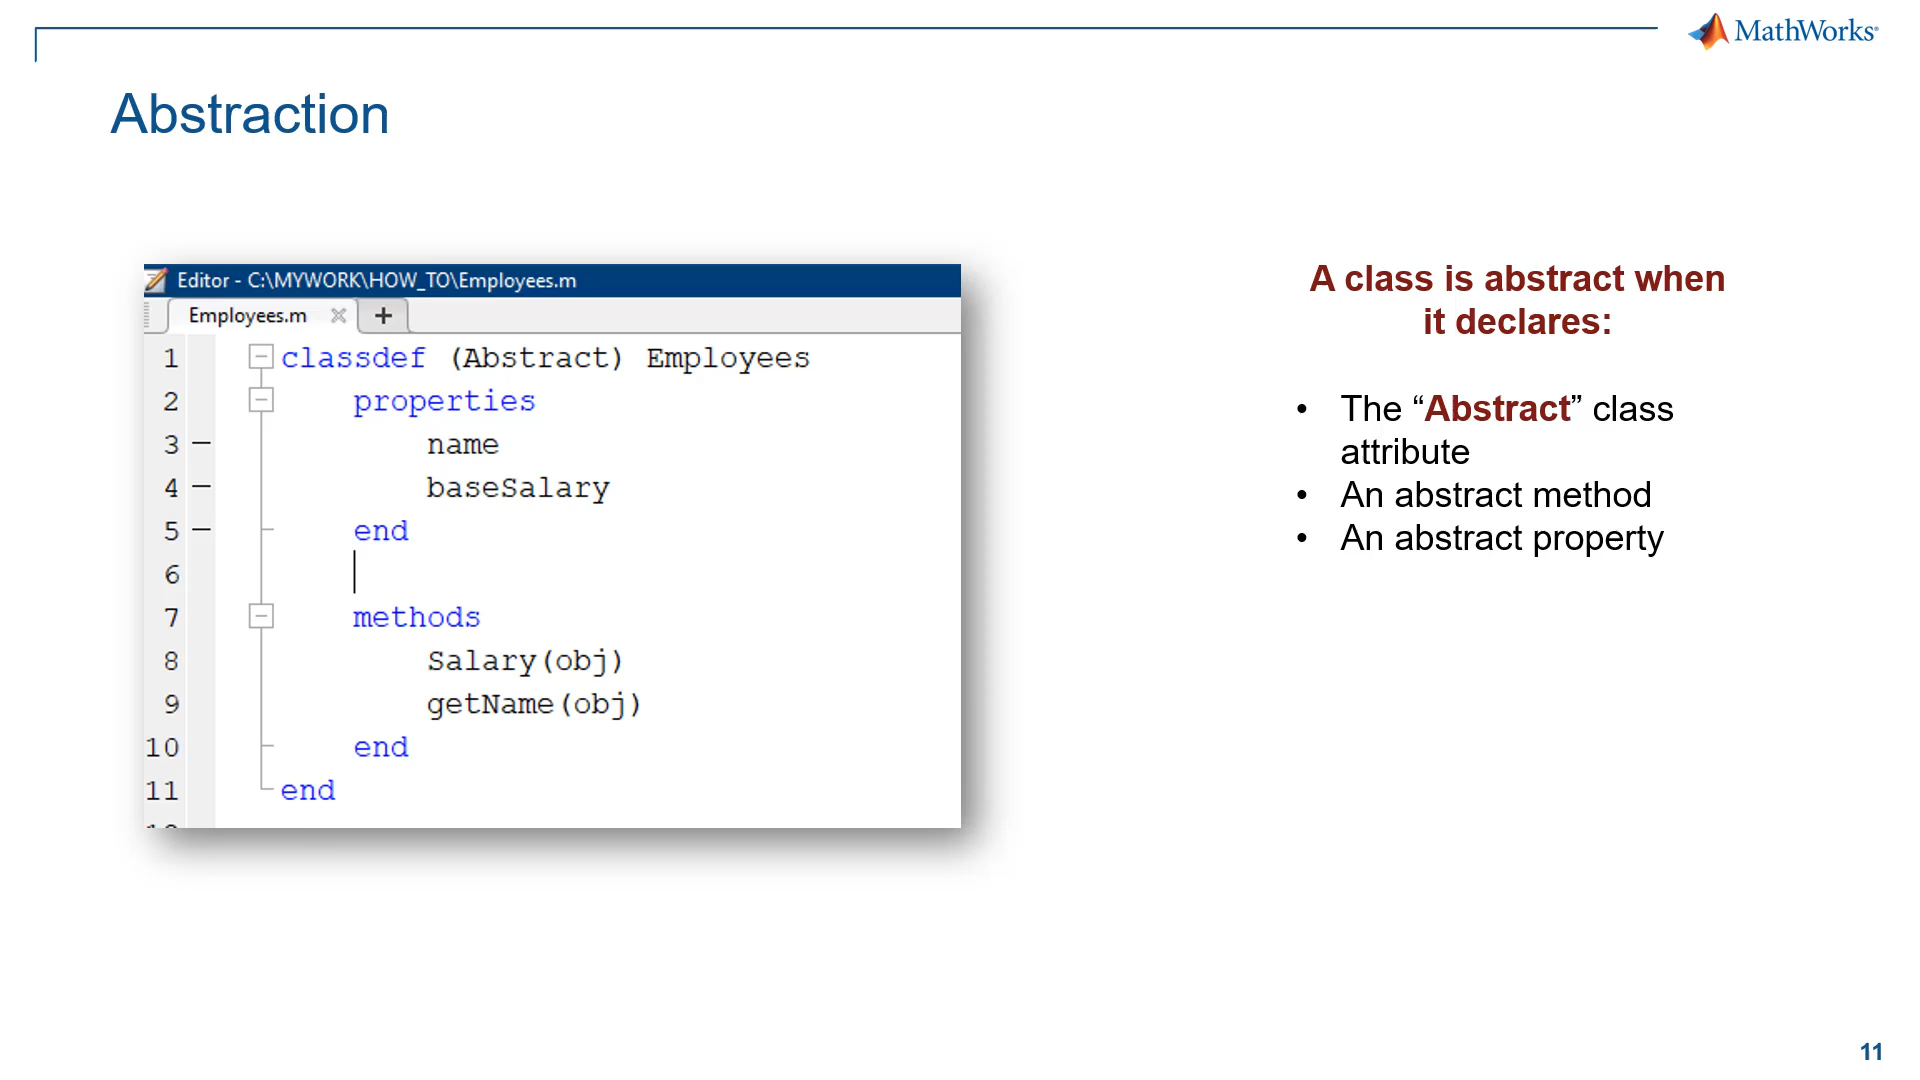 MathWorks®
Abstraction
Editor - C:\MYWORK\HOW_TO\Employees.m
Employees.m
1 classdef (Abstract) Employees
2 properties
3 name
4 baseSalary
5 end
6
7 methods
8 Salary(obj)
9 getName(obj)
10 end
11 end
A class is abstract when
it declares:
• The “Abstract” class
attribute
• An abstract method
• An abstract property
11